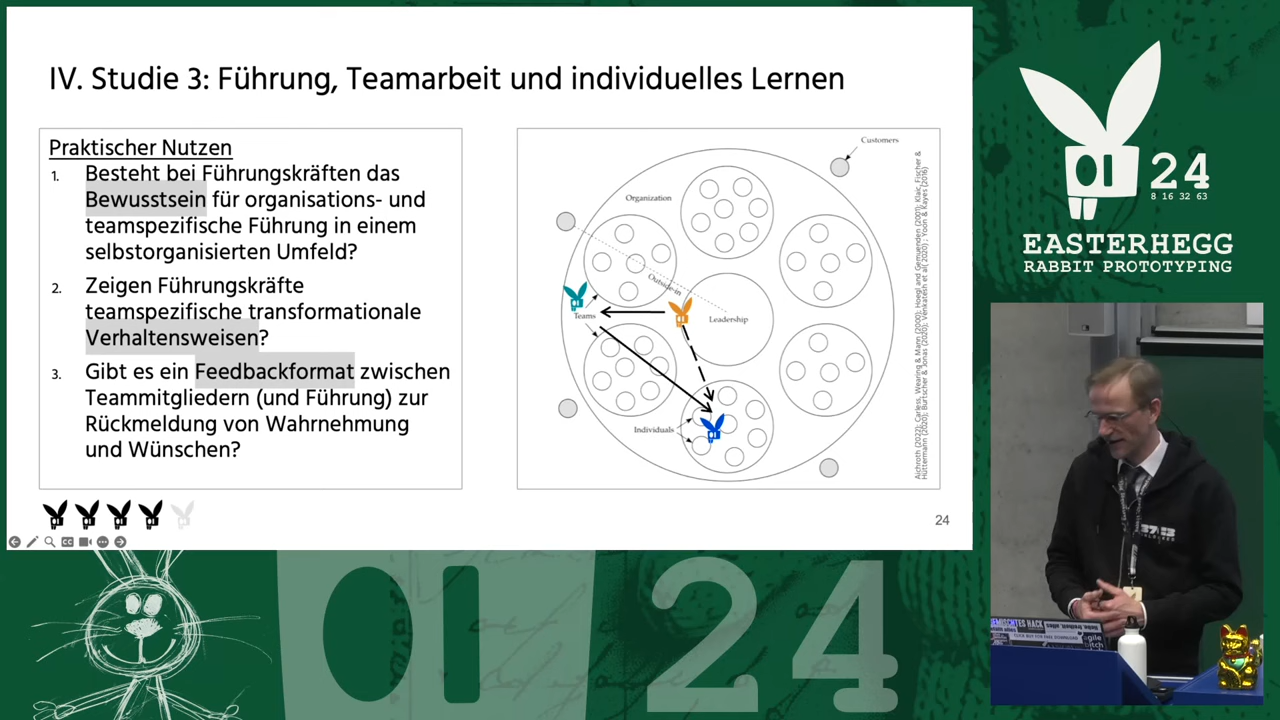 IV. Studie 3: Führung, Teamarbeit und individuelles Lernen
Praktischer Nutzen
1. Besteht bei Führungskräften das
Bewusstsein für organisations- und
teamspezifische Führung in einem
selbstorganisierten Umfeld?
2. Zeigen Führungskräfte
teamspezifische transformationale
Verhaltensweisen?
3. Gibt es ein Feedbackformat zwischen
Teammitgliedern (und Führung) zur
Rückmeldung von Wahrnehmung
und Wünschen?
Customers
Organization
Outside-in
Teams
Leadership
Individuals
24
CC
24
8 16 32 63
EASTERHEGG
RABBIT PROTOTYPING
24